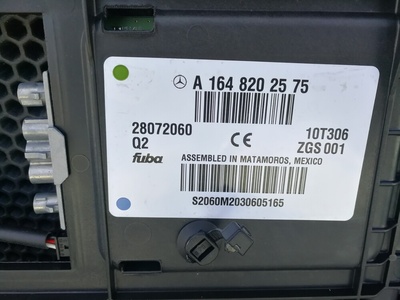 A 164 820 25 75
28072060 10T306
Q2 ZGS 001
fuba ASSEMBLED IN MATAMOROS, MEXICO
S2060M2030605165